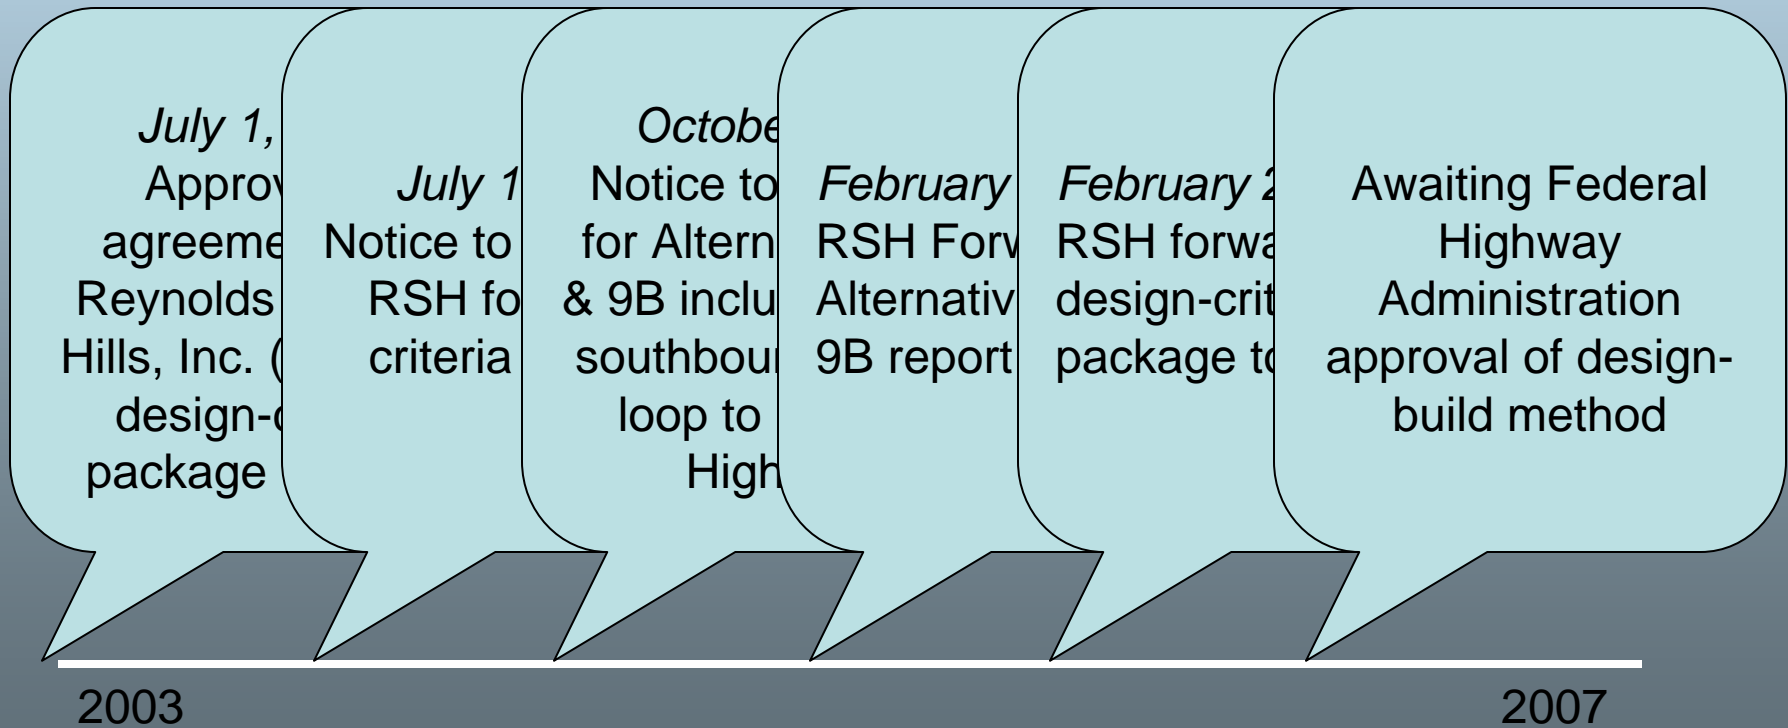 July 1,
Approv
agreeme
Reynolds
Hills, Inc. (
design-c
package
July 1
Notice to
RSH fo
criteria
Octobe
Notice to
for Altern
& 9B inclu
southbou
loop to
High
February
RSH Forw
Alternativ
9B report
February 2
RSH forwa
design-crit
package to
Awaiting Federal
Highway
Administration
approval of design-
build method
2003
2007